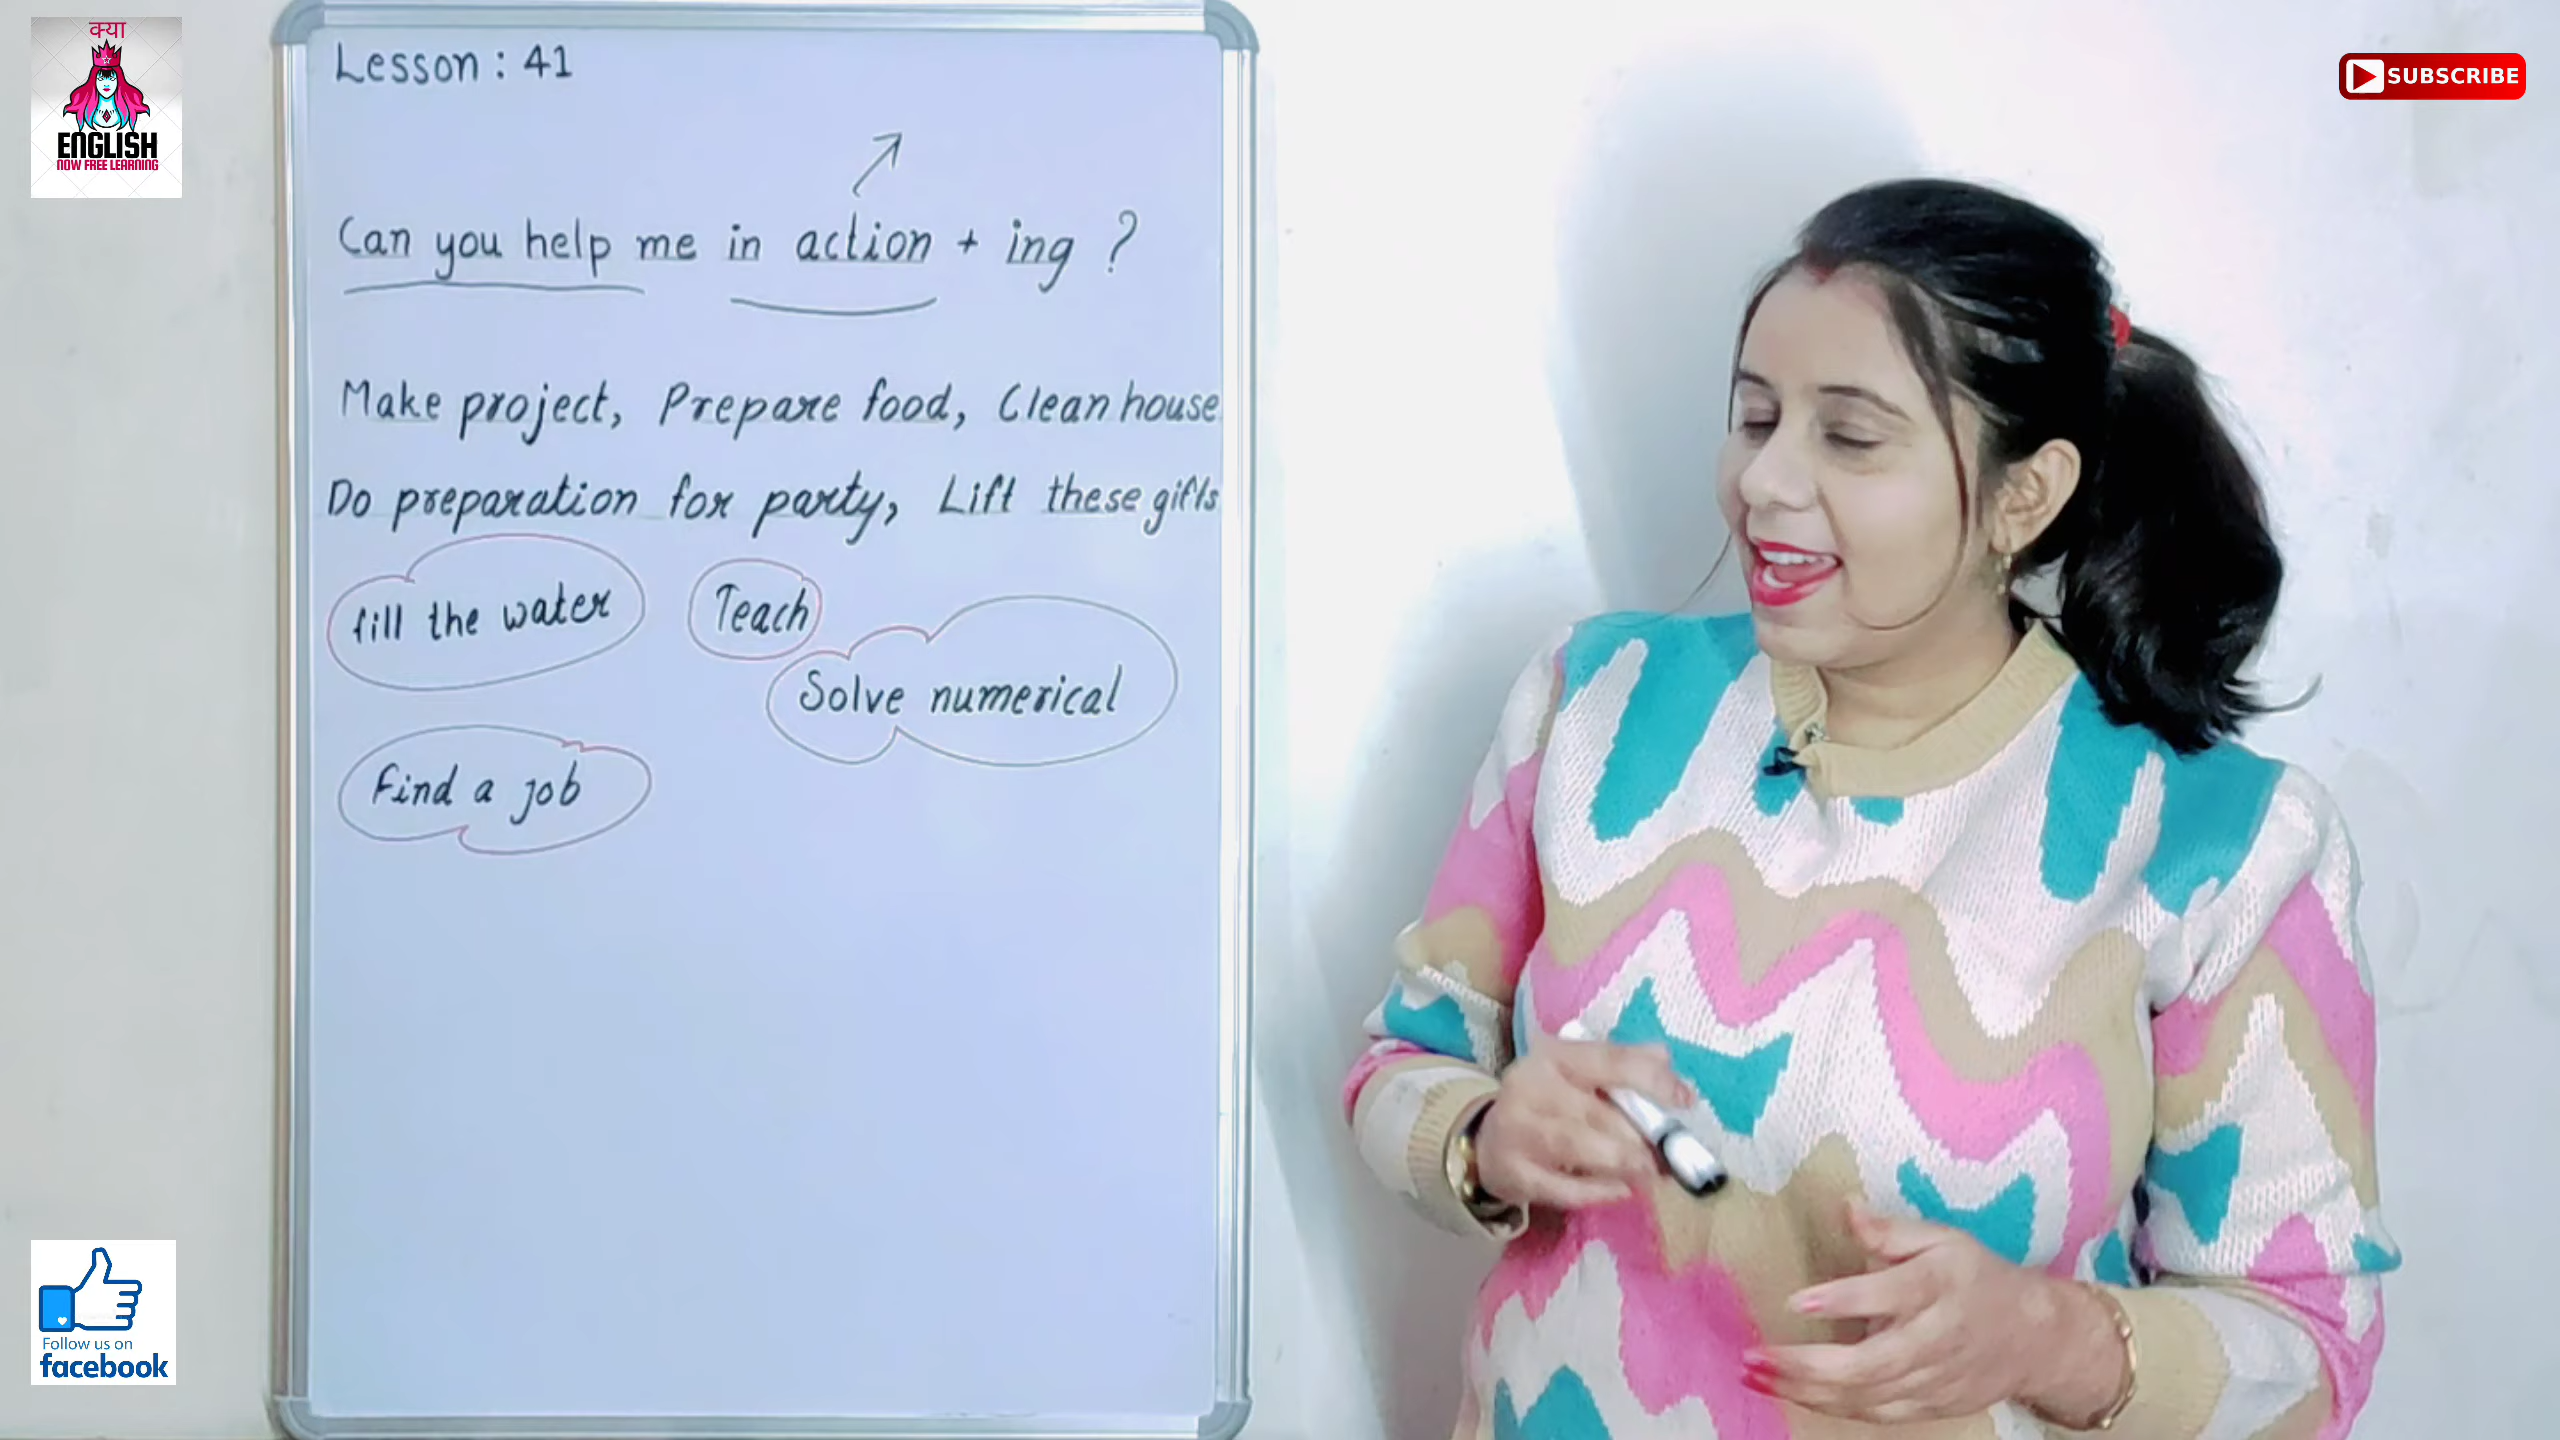 क्या
ENGLISH
NOW FREE LEARNING
SUBSCRIBE
Lesson : 41
Can you help me in action + ing ?
Make project, Prepare food, Clean house
Do preparation for party, Lift these gifts
fill the water
Teach
Solve numerical
Find a job
Follow us on
facebook